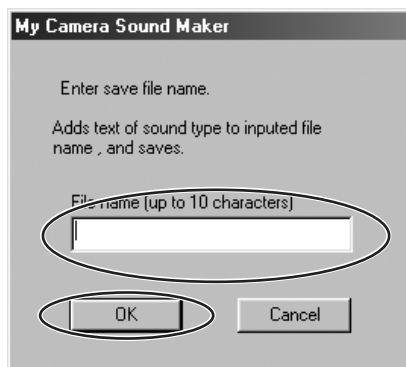 My Camera Sound Maker
Enter save file name.
Adds text of sound type to inputed file
name , and saves.
File name (up to 10 characters)
OK
Cancel